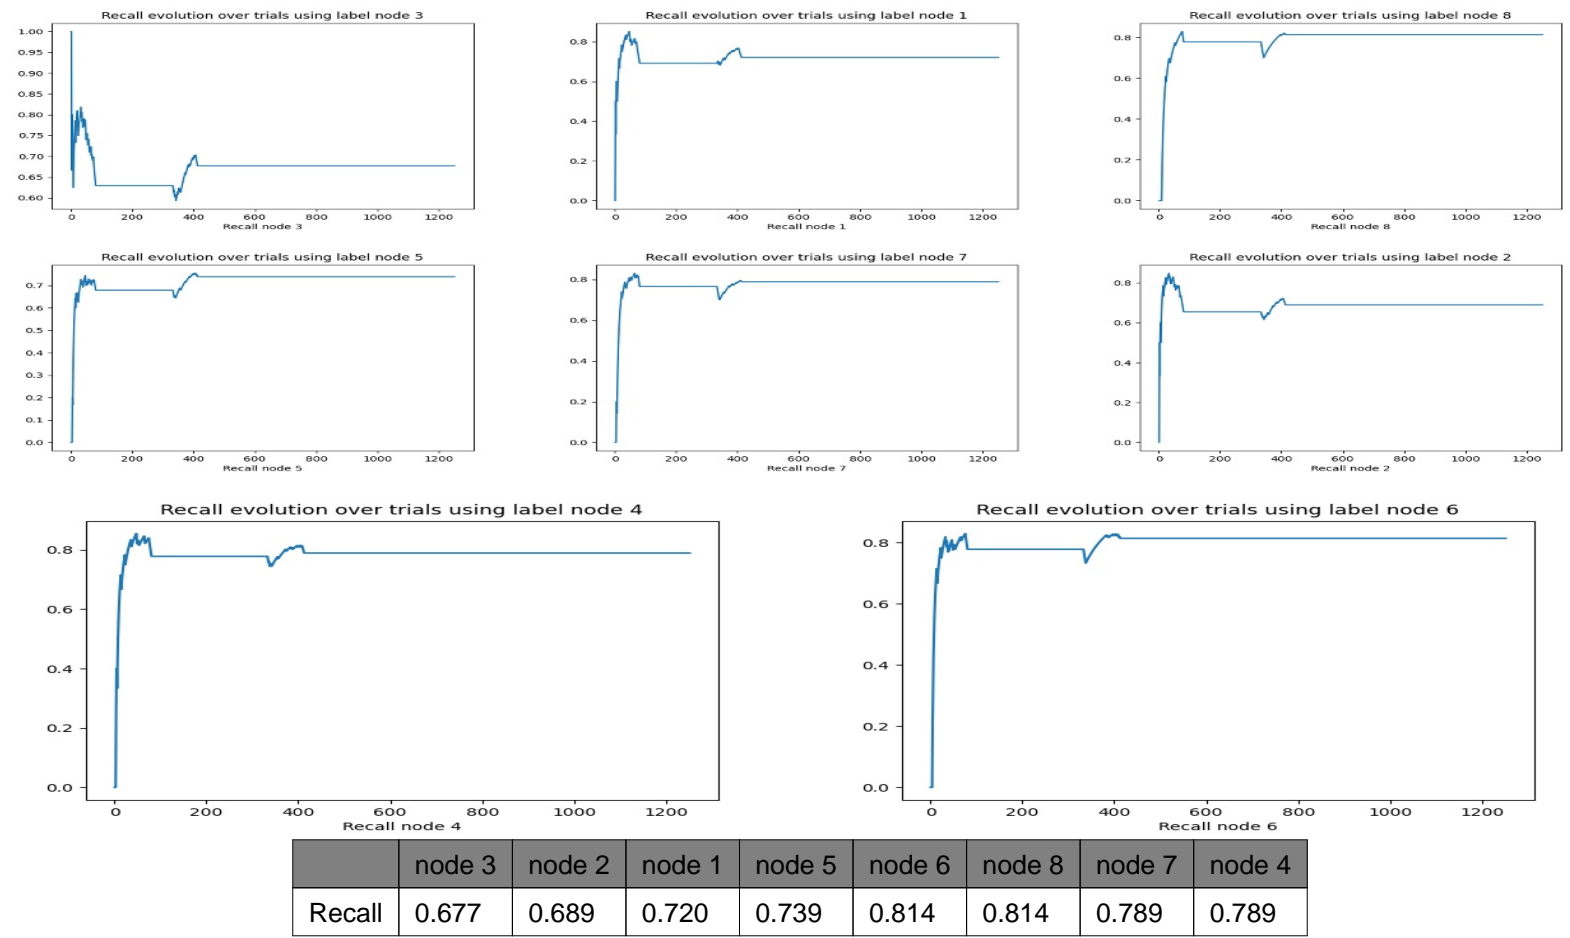 Recall evolution over trials using label node 3
1.00
0.95
0.90
0.85
0.80
0.75
0.70
0.65
0.60
0 200 400 600 800 1000 1200
Recall node 3
Recall evolution over trials using label node 1
0.8
0.6
0.4
0.2
0.0
0 200 400 600 800 1000 1200
Recall node 1
Recall evolution over trials using label node 8
0.8
0.6
0.4
0.2
0.0
0 200 400 600 800 1000 1200
Recall node 8
Recall evolution over trials using label node 5
0.7
0.6
0.5
0.4
0.3
0.2
0.1
0.0
0 200 400 600 800 1000 1200
Recall node 5
Recall evolution over trials using label node 7
0.8
0.6
0.4
0.2
0.0
0 200 400 600 800 1000 1200
Recall node 7
Recall evolution over trials using label node 2
0.8
0.6
0.4
0.2
0.0
0 200 400 600 800 1000 1200
Recall node 2
Recall evolution over trials using label node 4
0.8
0.6
0.4
0.2
0.0
0 200 400 600 800 1000 1200
Recall node 4
Recall evolution over trials using label node 6
0.8
0.6
0.4
0.2
0.0
0 200 400 600 800 1000 1200
Recall node 6
node 3 node 2 node 1 node 5 node 6 node 8 node 7 node 4
Recall 0.677 0.689 0.720 0.739 0.814 0.814 0.789 0.789